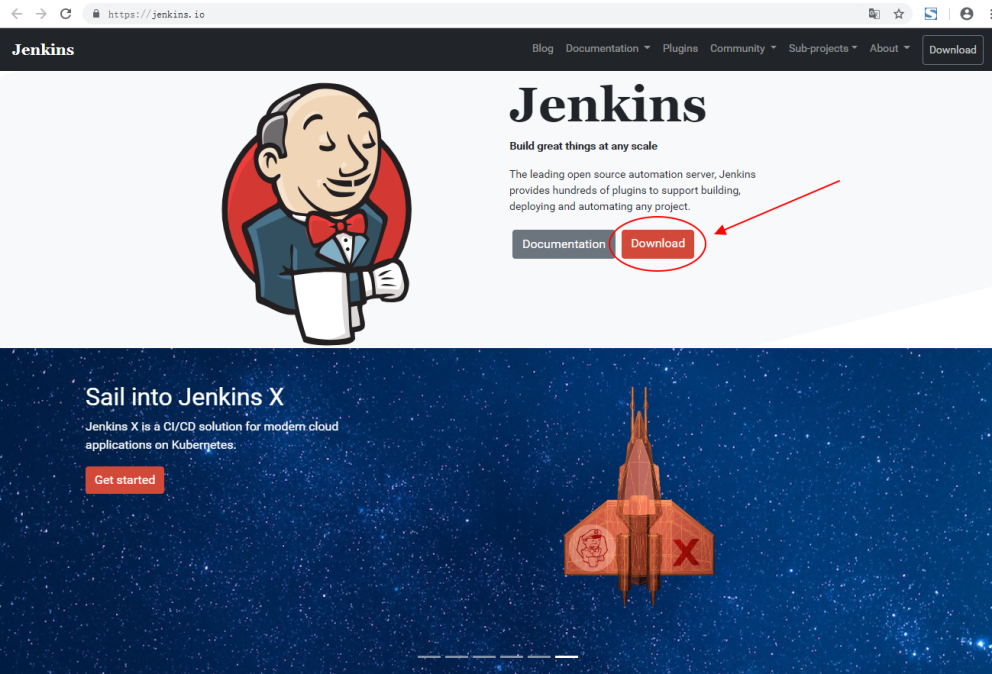 https://jenkins.io
Jenkins Blog Documentation Plugins Community Sub-projects About Download
Jenkins
Build great things at any scale
The leading open source automation server, Jenkins
provides hundreds of plugins to support building,
deploying and automating any project.
Documentation Download
Sail into Jenkins X
Jenkins X is a CI/CD solution for modern cloud
applications on Kubernetes.
Get started
X